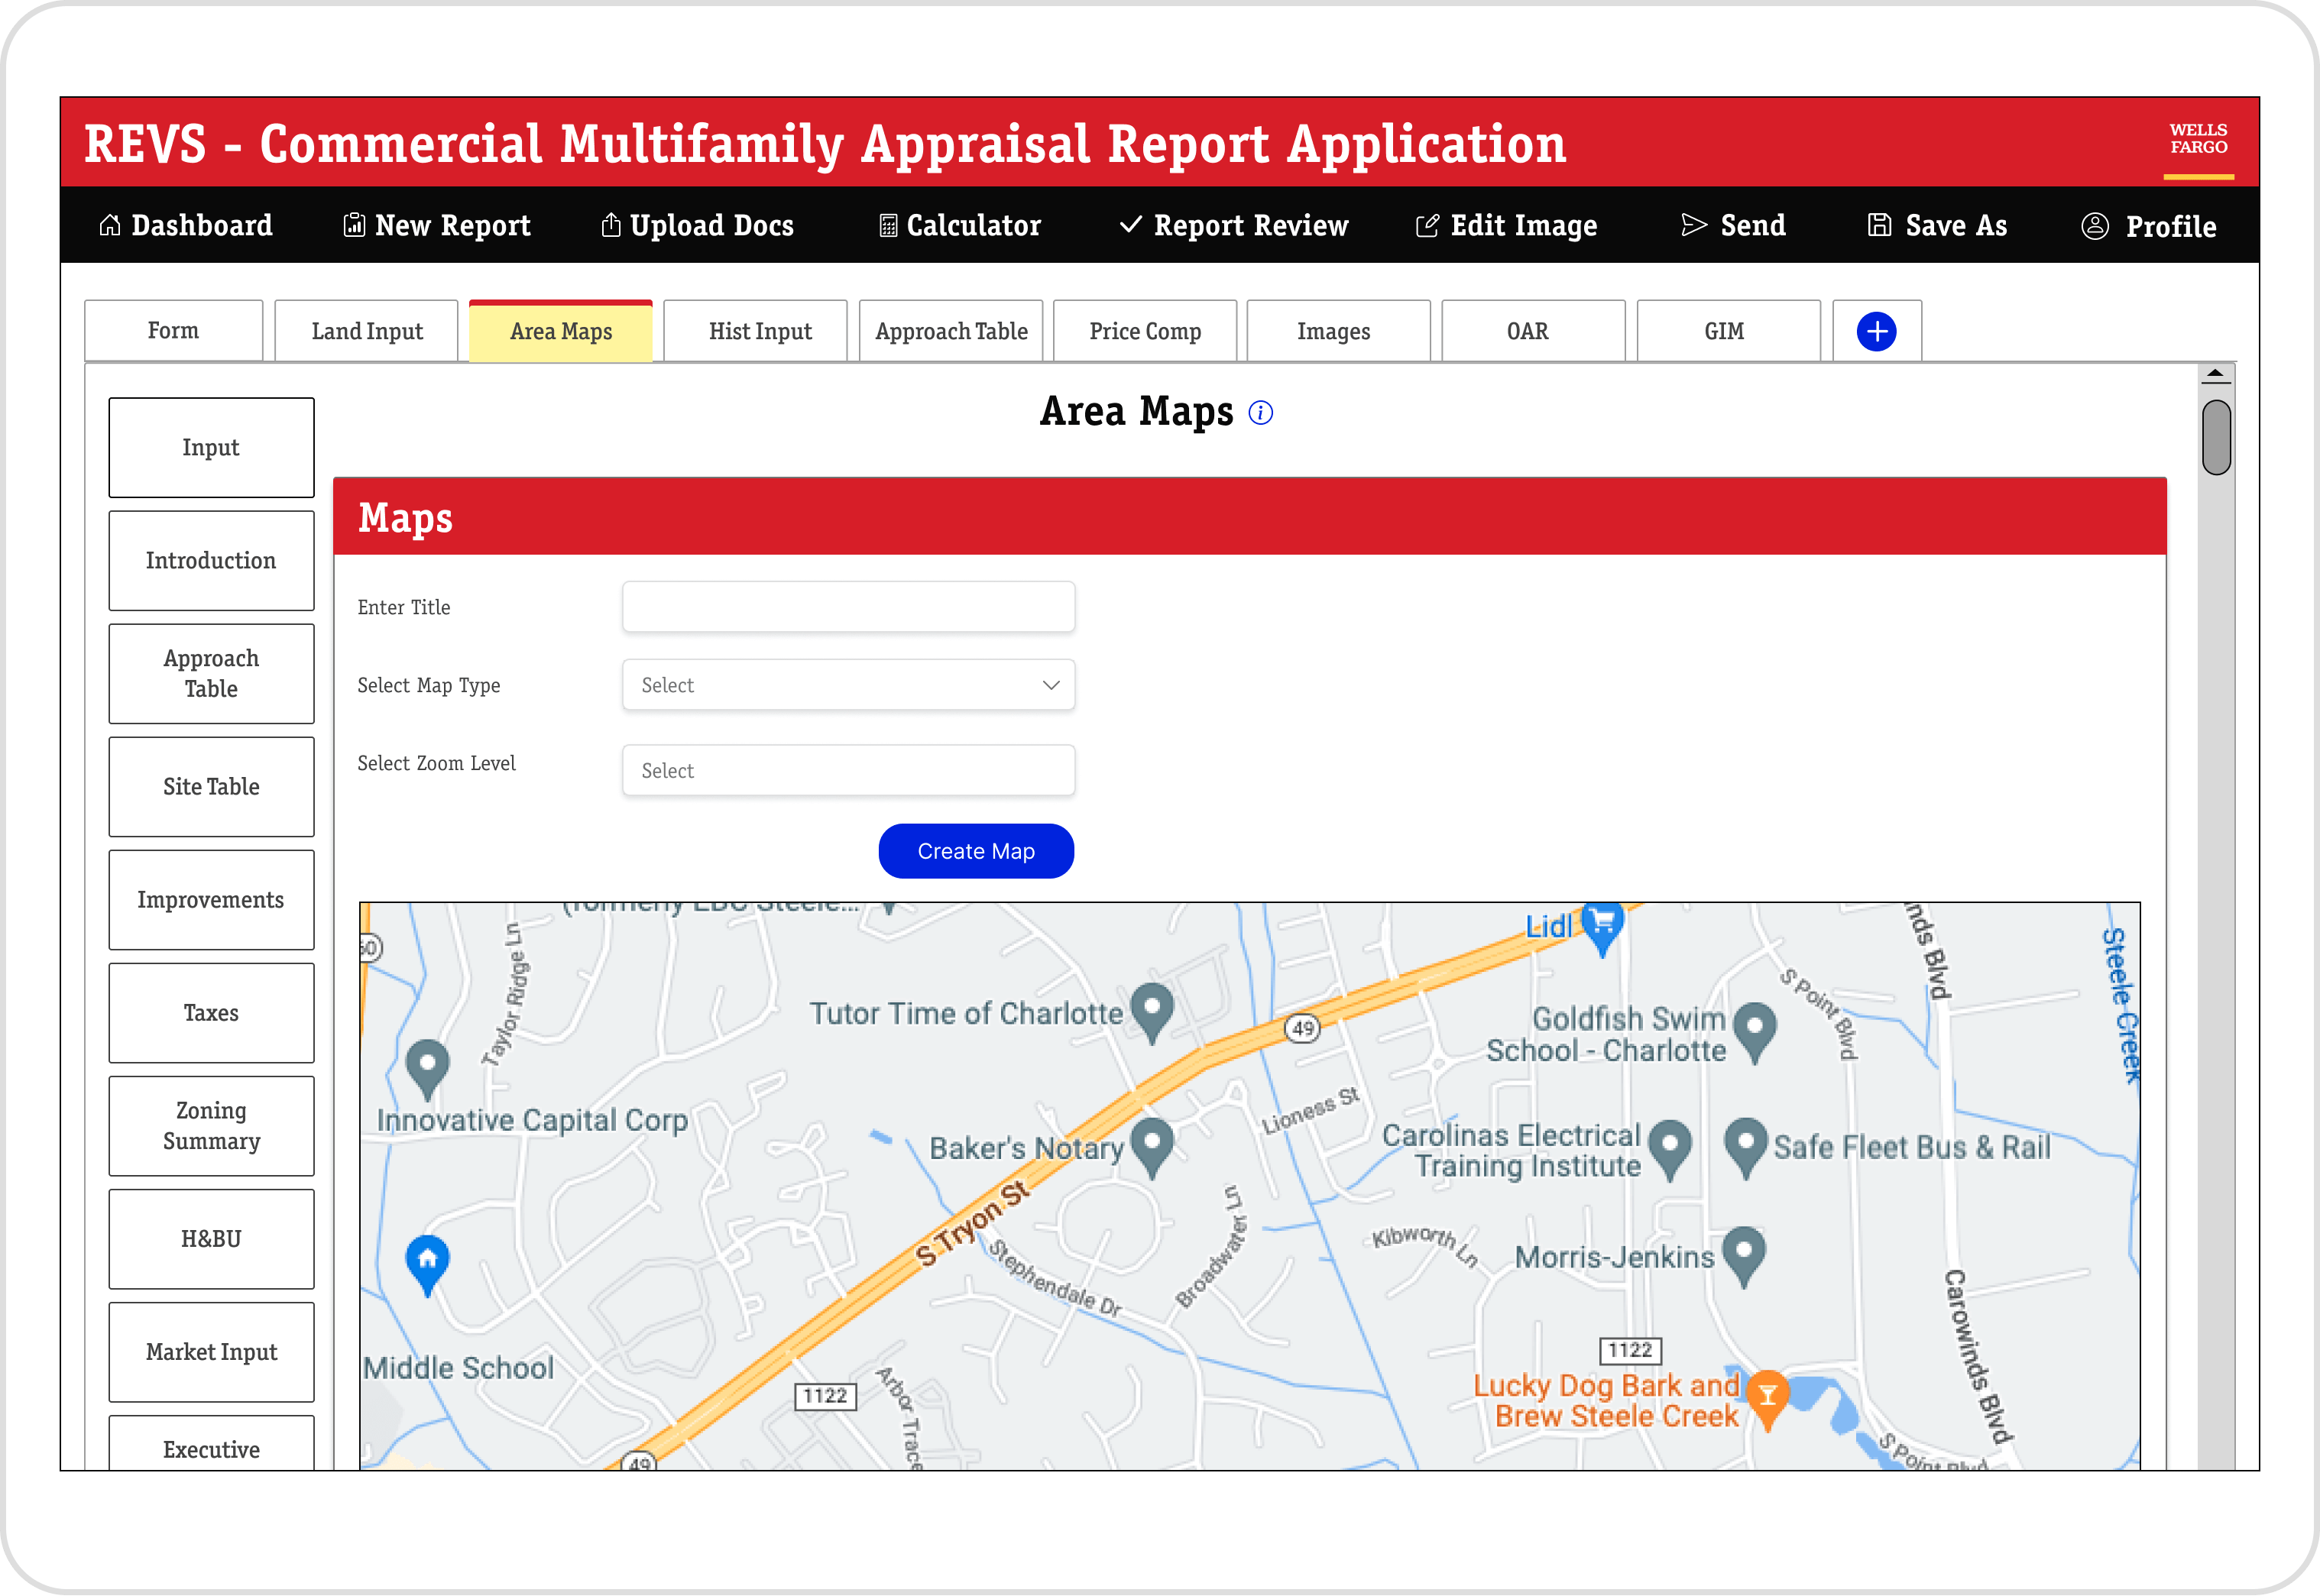 REVS - Commercial Multifamily Appraisal Report Application
WELLS
FARGO
Dashboard
New Report
Upload Docs
Calculator
Report Review
Edit Image
Send
Save As
Profile
Form
Land Input
Area Maps
Hist Input
Approach Table
Price Comp
Images
OAR
GIM
Area Maps
Input
Introduction
Approach
Table
Site Table
Improvements
Taxes
Zoning
Summary
H&BU
Market Input
Executive
Maps
Enter Title
Select Map Type
Select
Select Zoom Level
Select
Create Map
(formerly EBC Steele...
Lidl
Taylor Ridge Ln
Tutor Time of Charlotte
49
Goldfish Swim
School - Charlotte
S Point Blvd
nds Blvd
Steele Creek
Innovative Capital Corp
Baker's Notary
Lioness St
Carolinas Electrical
Training Institute
Safe Fleet Bus & Rail
S Tryon St
Stephendale Dr
Broadwater Ln
Kibworth Ln
Morris-Jenkins
Carowinds Blvd
Middle School
1122
Arbor Trace
1122
Lucky Dog Bark and
Brew Steele Creek
S Point Blvd
49